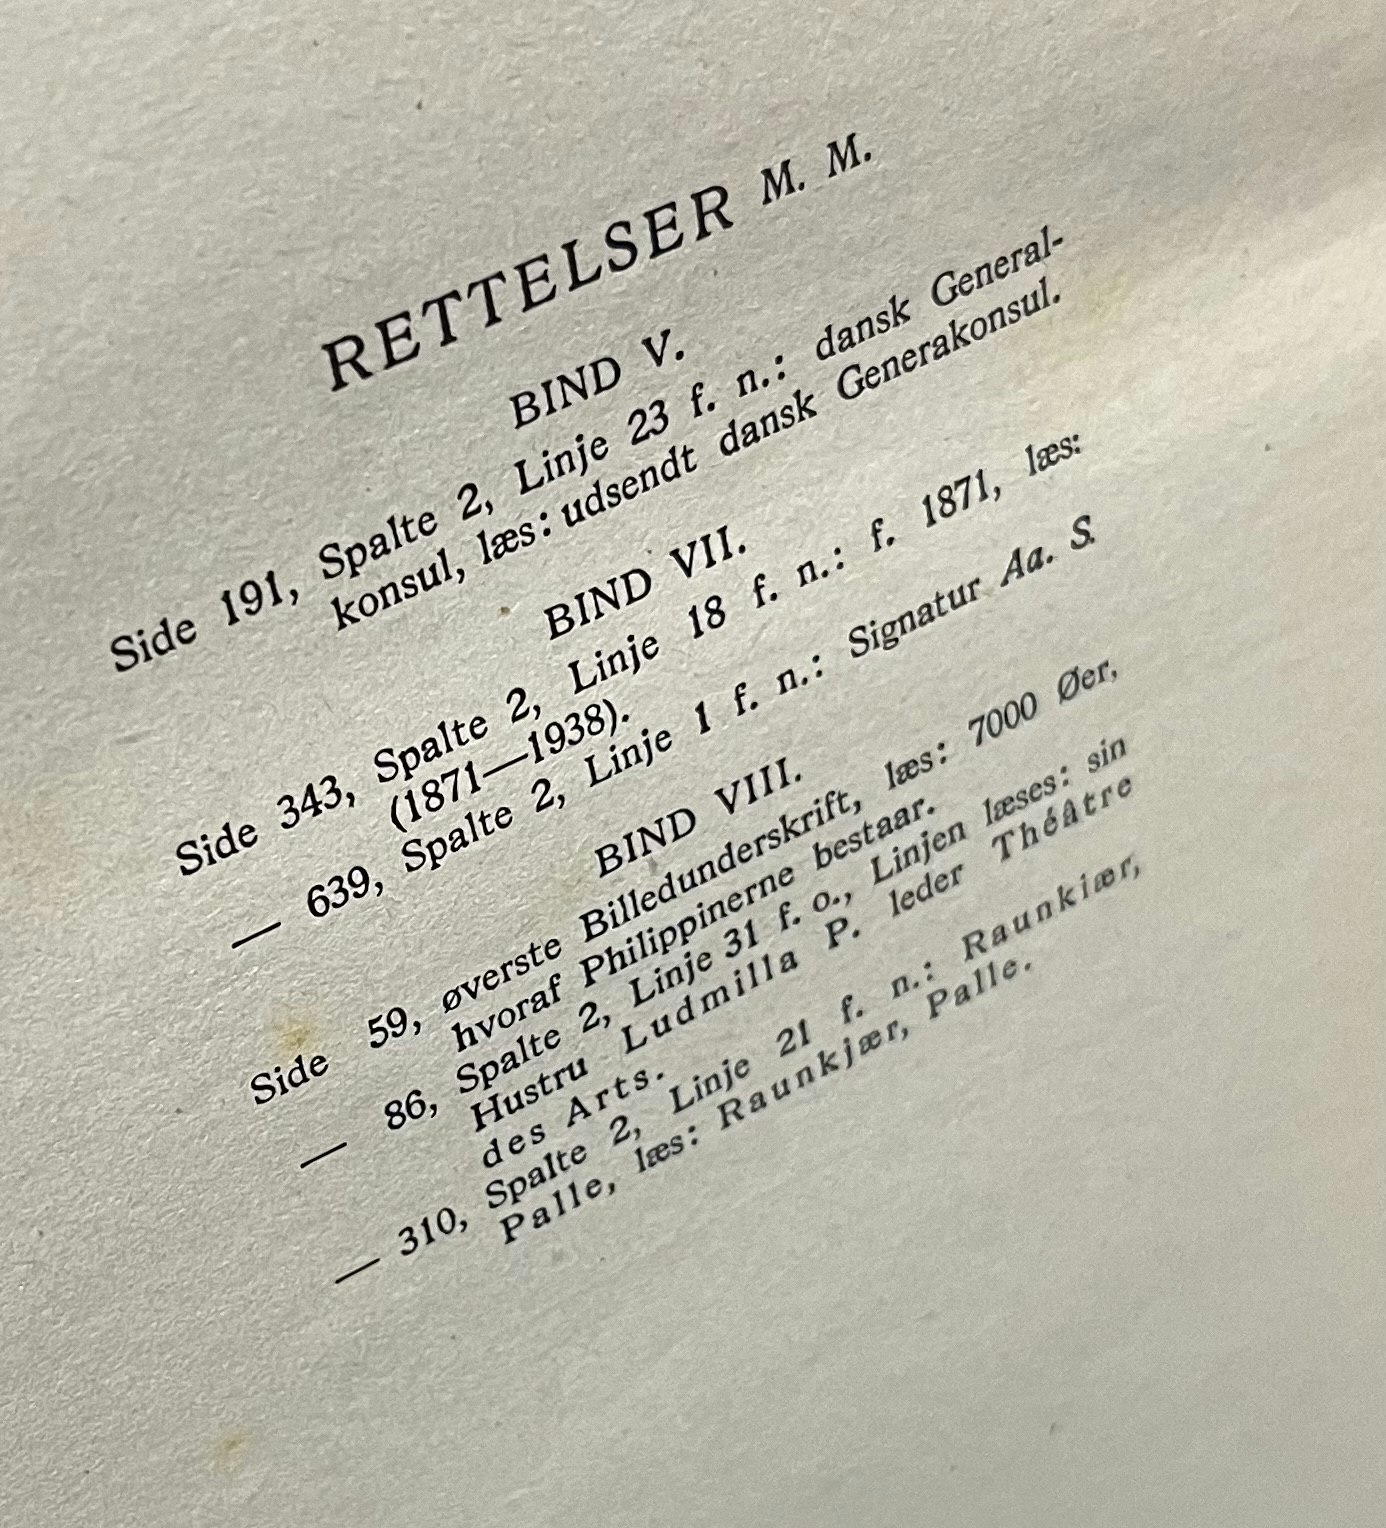 RETTELSER M. M.
BIND V.
Side 191, Spalte 2, Linje 23 f. n.: dansk General-
konsul, læs: udsendt dansk Generakonsul.
BIND VII.
Side 343, Spalte 2, Linje 18 f. n.: f. 1871, læs:
(1871—1938).
— 639, Spalte 2, Linje 1 f. n.: Signatur Aa. S.
BIND VIII.
Side 59, øverste Billedunderskrift, læs: 7000 Øer,
hvoraf Philippinerne bestaar.
— 86, Spalte 2, Linje 31 f. o., Linjen læses: sin
Hustru Ludmilla P. leder Théâtre
des Arts.
— 310, Spalte 2, Linje 21 f. n.: Raunkiær,
Palle, læs: Raunkjær, Palle.